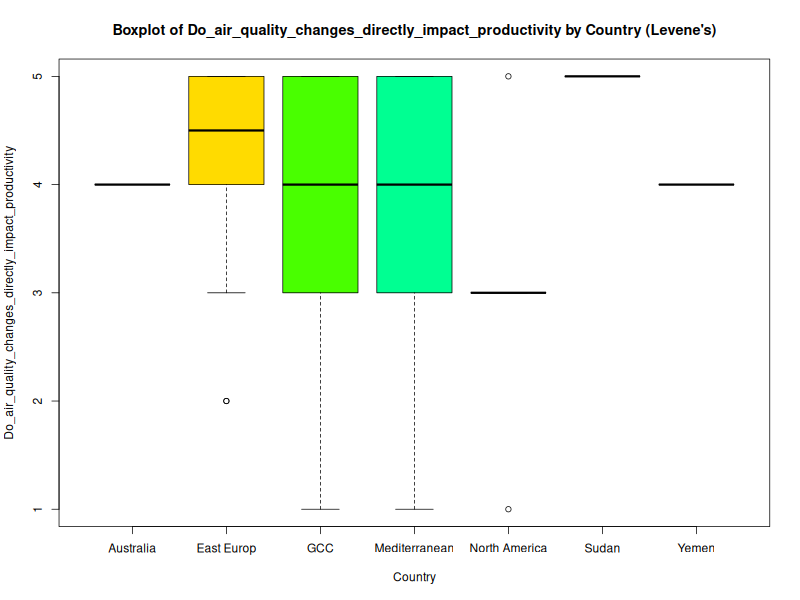 Boxplot of Do_air_quality_changes_directly_impact_productivity by Country (Levene's)
Do_air_quality_changes_directly_impact_productivity
5
4
3
2
1
Australia East Europ GCC Mediterranean North America Sudan Yemen
Country